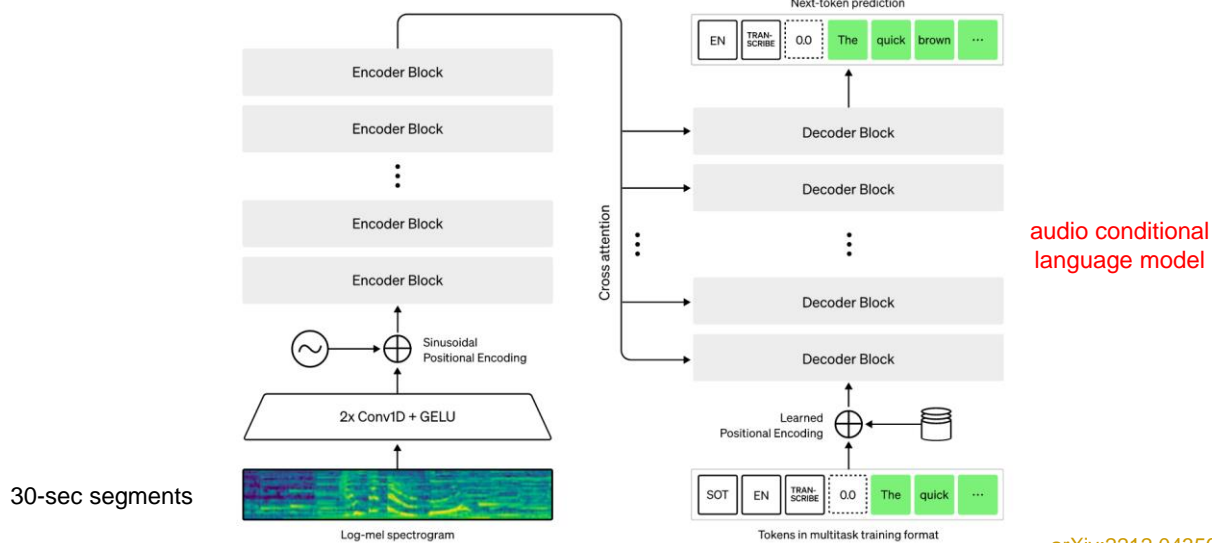 Encoder Block
Encoder Block
Encoder Block
Encoder Block
Sinusoidal
Positional Encoding
2x Conv1D + GELU
30-sec segments
Log-mel spectrogram
Cross attention
Next-token prediction
EN TRAN-
SCRIBE 0.0 The quick brown ...
Decoder Block
Decoder Block
Decoder Block
Decoder Block
audio conditional
language model
Learned
Positional Encoding
SOT EN TRAN-
SCRIBE 0.0 The quick ...
Tokens in multitask training format